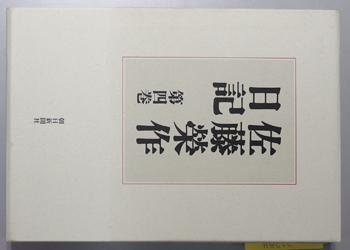 佐藤榮作
日記
第四巻
朝日新聞社